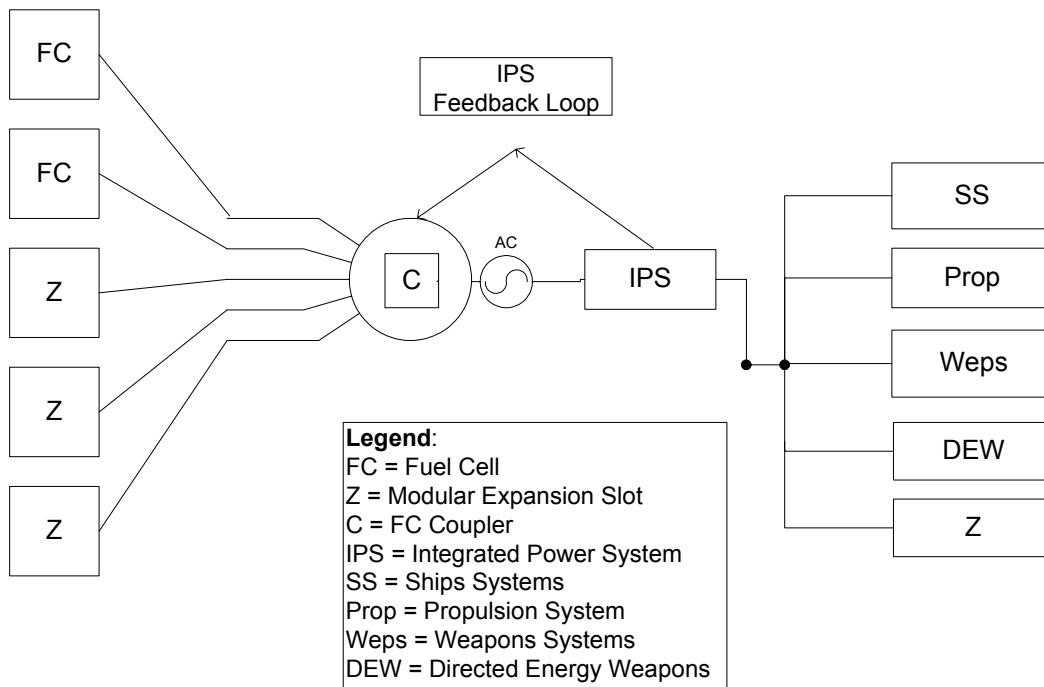 FC
FC
Z
Z
Z
IPS
Feedback Loop
C
AC
IPS
SS
Prop
Weps
DEW
Z
Legend:
FC = Fuel Cell
Z = Modular Expansion Slot
C = FC Coupler
IPS = Integrated Power System
SS = Ships Systems
Prop = Propulsion System
Weps = Weapons Systems
DEW = Directed Energy Weapons